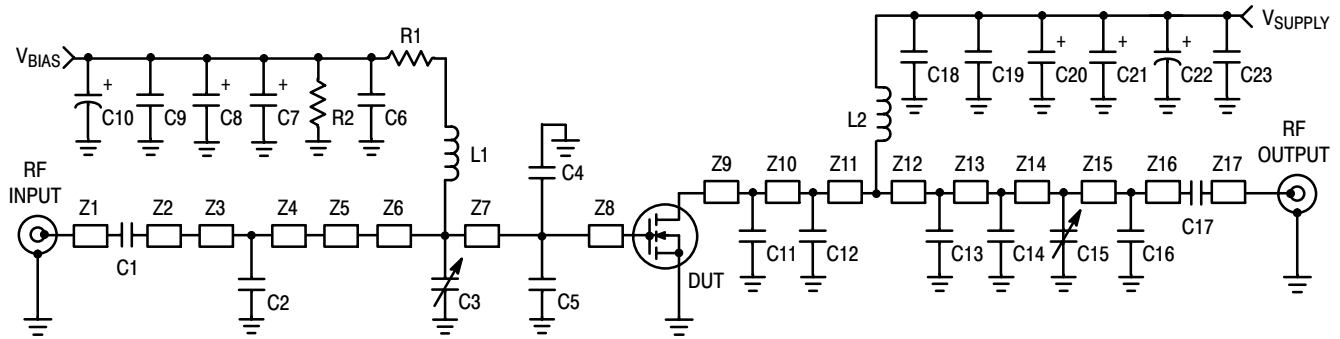 VBIAS
+
C10
C9
+
C8
+
C7
R2
C6
R1
L1
C4
RF
INPUT
Z1
C1
Z2
Z3
C2
Z4
Z5
Z6
C3
Z7
C5
Z8
DUT
Z9
C11
Z10
C12
Z11
L2
VSUPPLY
C18
C19
+
C20
+
C21
+
C22
C23
Z12
C13
Z13
C14
Z14
C15
Z15
C16
Z16
C17
Z17
RF
OUTPUT